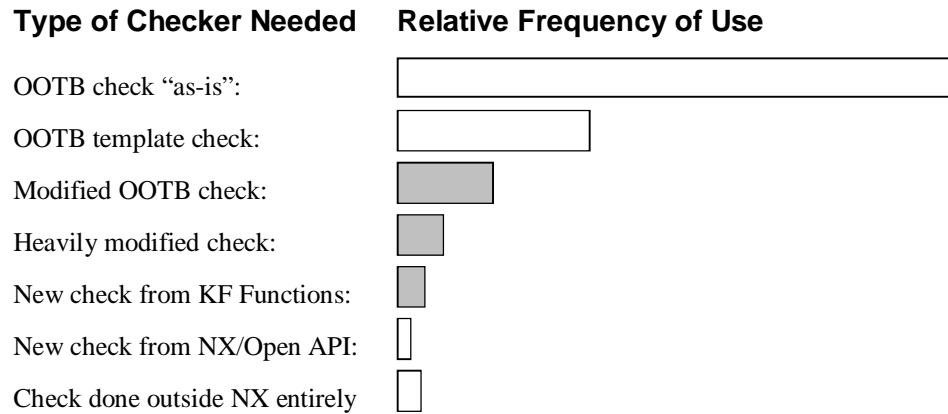 Type of Checker Needed Relative Frequency of Use
OOTB check “as-is”:
OOTB template check:
Modified OOTB check:
Heavily modified check:
New check from KF Functions:
New check from NX/Open API:
Check done outside NX entirely